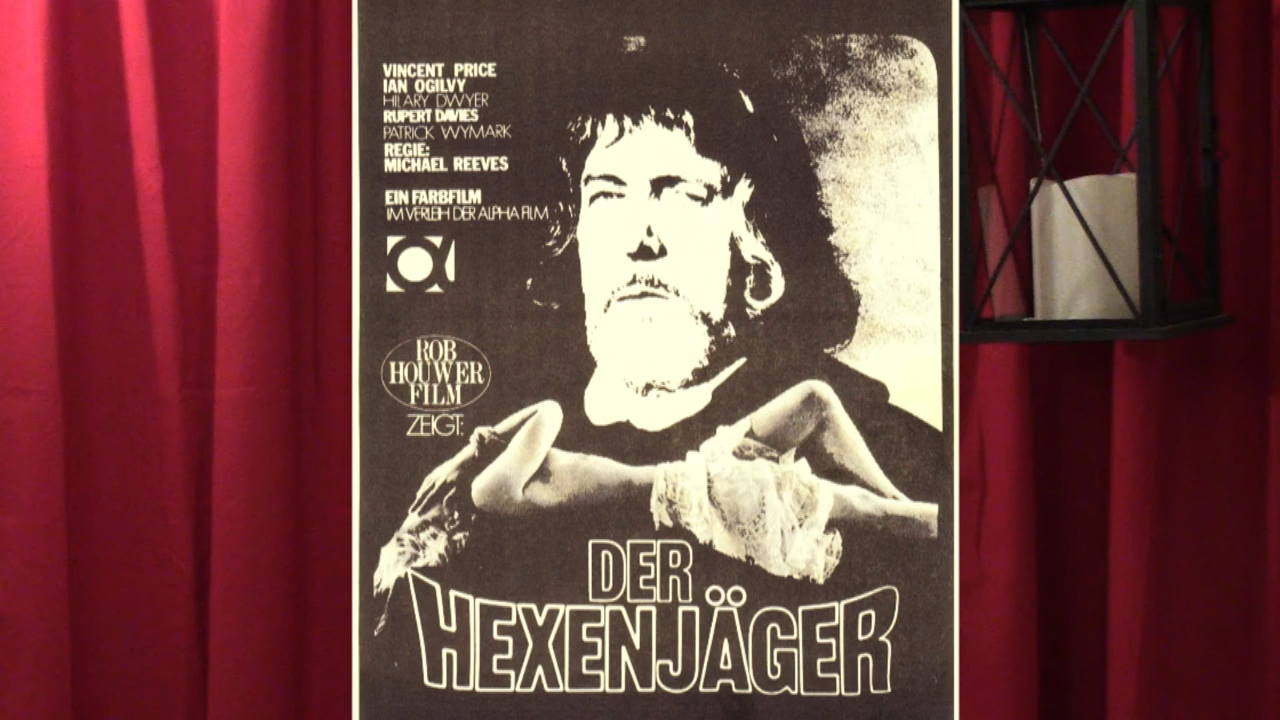 VINCENT PRICE
IAN OGILVY
HILARY DWYER
RUPERT DAVIES
PATRICK WYMARK
REGIE:
MICHAEL REEVES
EIN FARBFILM
IM VERLEIH DER ALPHA FILM
ROB
HOUWER
FILM
ZEIGT:
DER
HEXENJÄGER